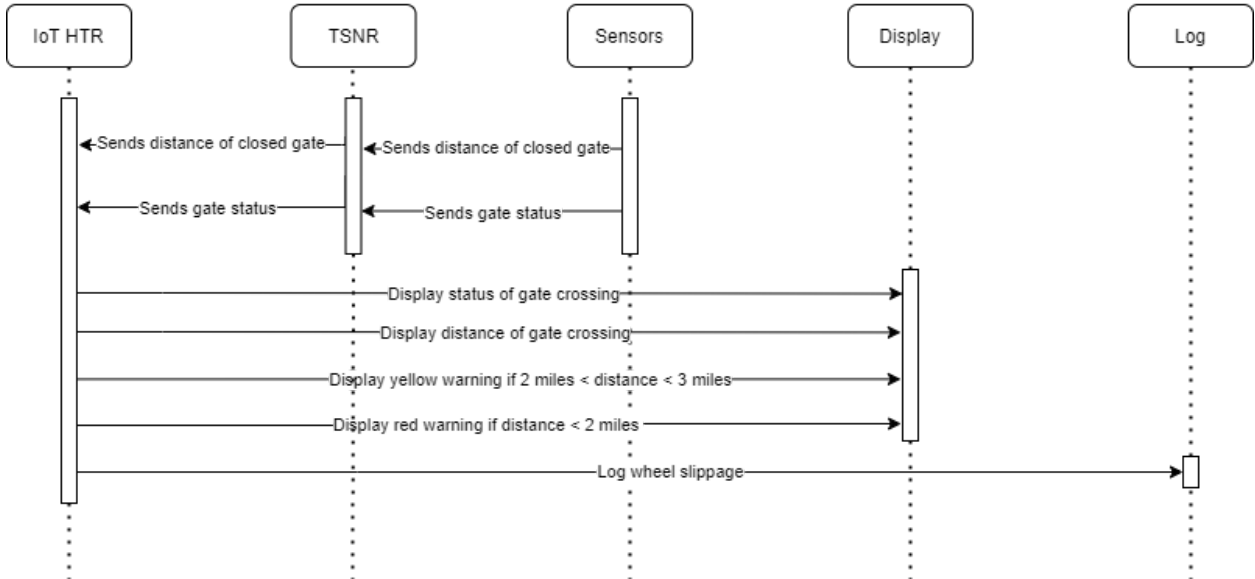 IoT HTR
TSNR
Sensors
Display
Log
Sends distance of closed gate
Sends distance of closed gate
Sends gate status
Sends gate status
Display status of gate crossing
Display distance of gate crossing
Display yellow warning if 2 miles < distance < 3 miles
Display red warning if distance < 2 miles
Log wheel slippage